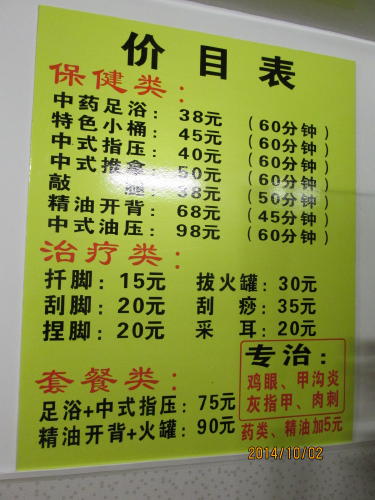 价目表
保健类：
中药足浴：38元（60分钟）
特色小桶：45元（60分钟）
中式指压：40元（60分钟）
中式推拿：50元（60分钟）
敲 腿：38元（50分钟）
精油开背：68元（45分钟）
中式油压：98元（60分钟）
治疗类：
扦脚：15元 拔火罐：30元
刮脚：20元 刮 痧：35元
捏脚：20元 采 耳：20元
专治：
鸡眼、甲沟炎
灰指甲、肉刺
药类、精油加5元
套餐类：
足浴+中式指压：75元
精油开背+火罐：90元
2014/10/02